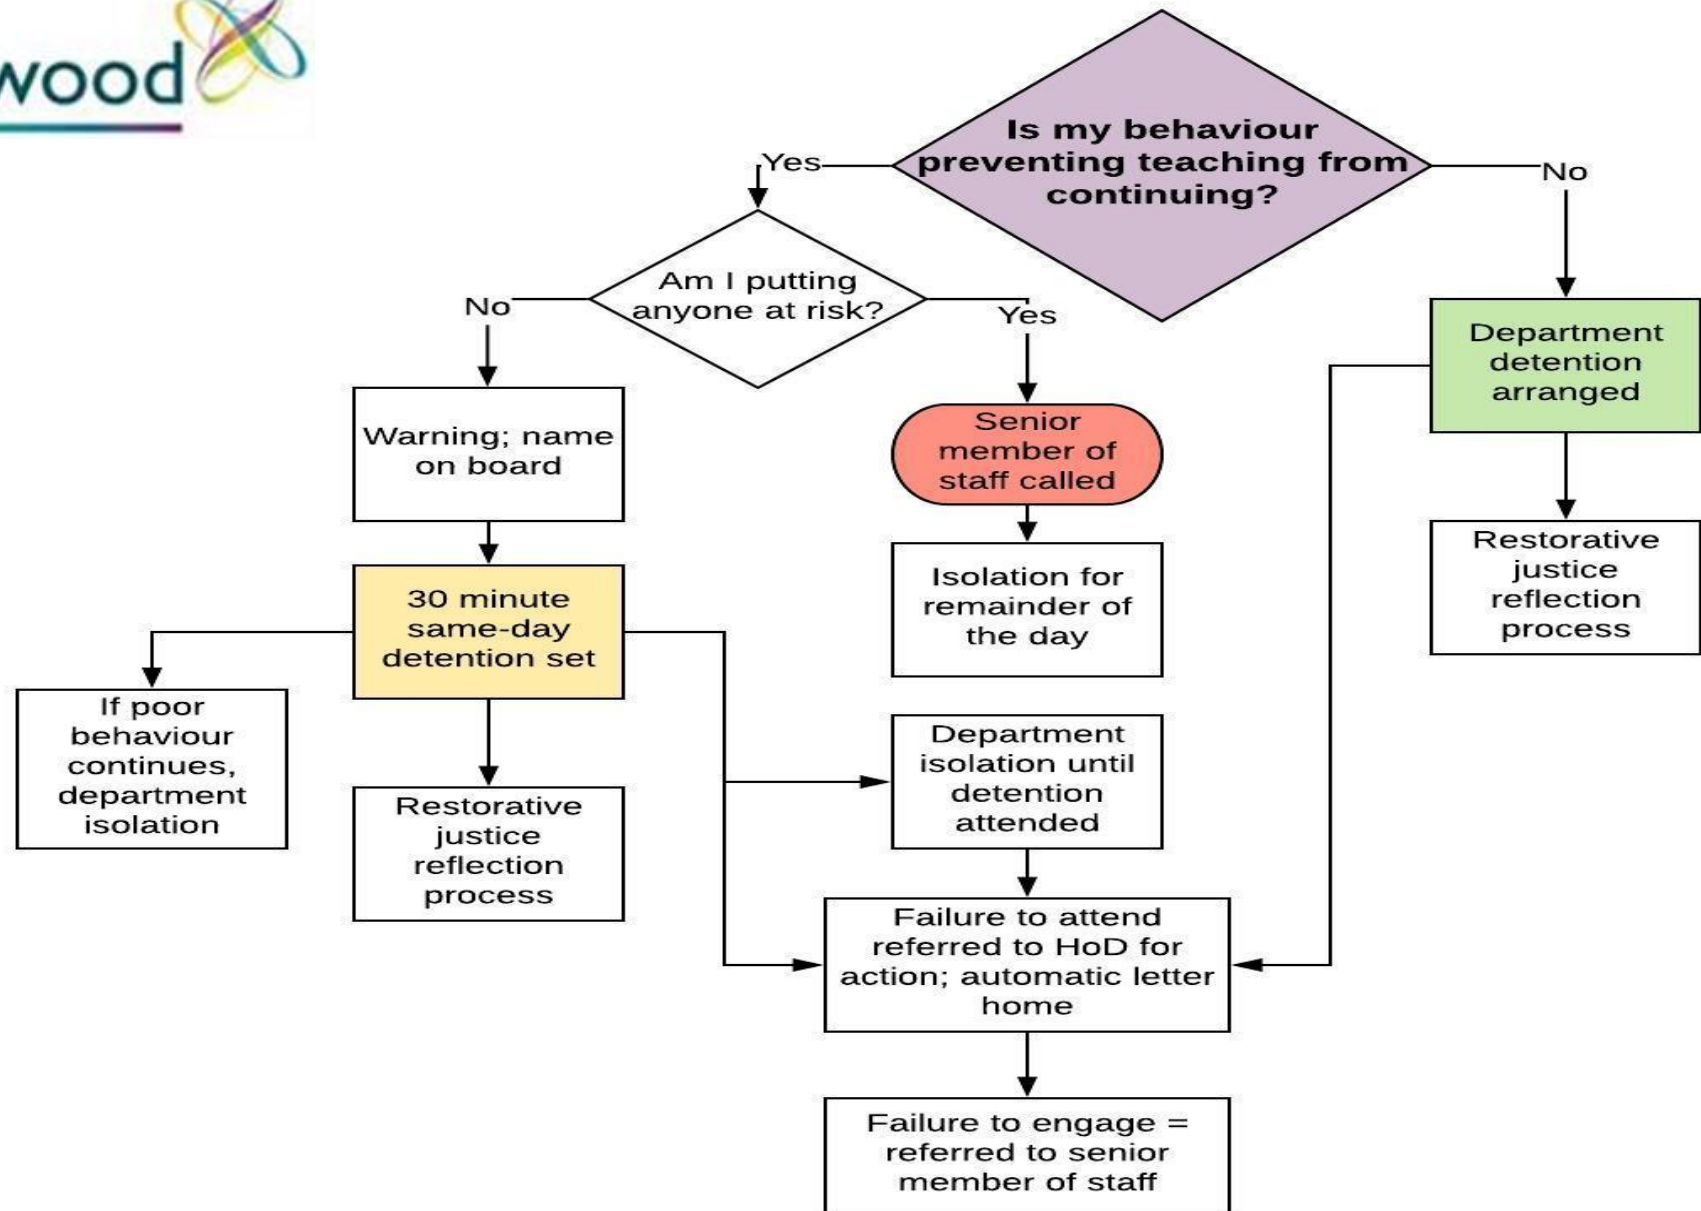 wood
Is my behaviour
preventing teaching from
continuing?
Yes
No
Am I putting
anyone at risk?
No
Yes
Department
detention
arranged
Warning; name
on board
Senior
member of
staff called
Restorative
justice
reflection
process
Isolation for
remainder of
the day
30 minute
same-day
detention set
If poor
behaviour
continues,
department
isolation
Restorative
justice
reflection
process
Department
isolation until
detention
attended
Failure to attend
referred to HoD for
action; automatic letter
home
Failure to engage =
referred to senior
member of staff